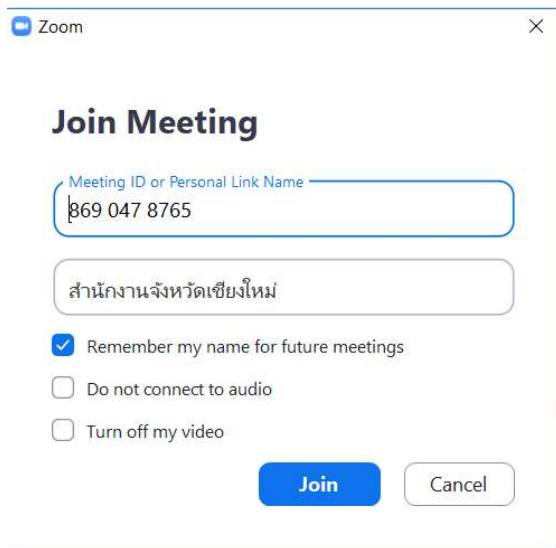 Zoom
Join Meeting
Meeting ID or Personal Link Name
869 047 8765
สำนักงานจังหวัดเชียงใหม่
Remember my name for future meetings
Do not connect to audio
Turn off my video
Join Cancel